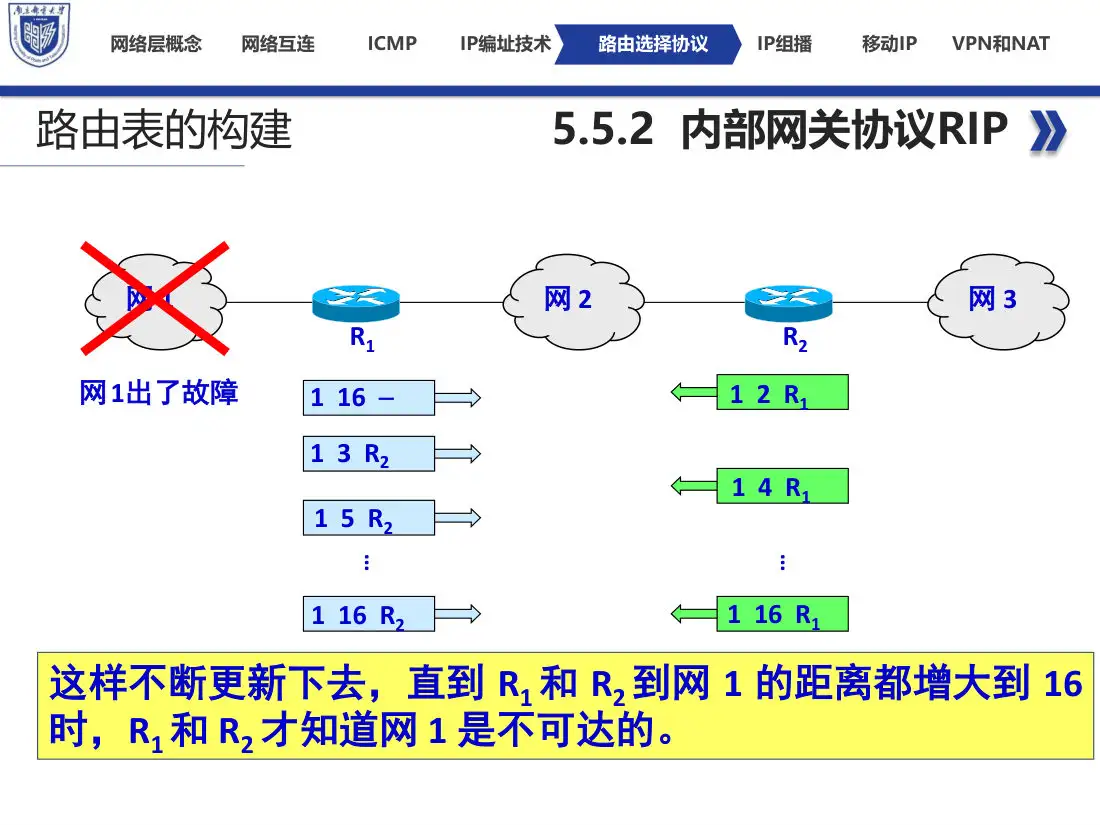 网络层概念 网络互连 ICMP IP编址技术 路由选择协议 IP组播 移动IP VPN和NAT
路由表的构建
5.5.2 内部网关协议RIP
网 1
网 2
网 3
R1
R2
网1出了故障
1 16 –
1 2 R1
1 3 R2
1 4 R1
1 5 R2
⋮ ⋮
1 16 R2
1 16 R1
这样不断更新下去，直到 R1 和 R2 到网 1 的距离都增大到 16
时，R1 和 R2 才知道网 1 是不可达的。